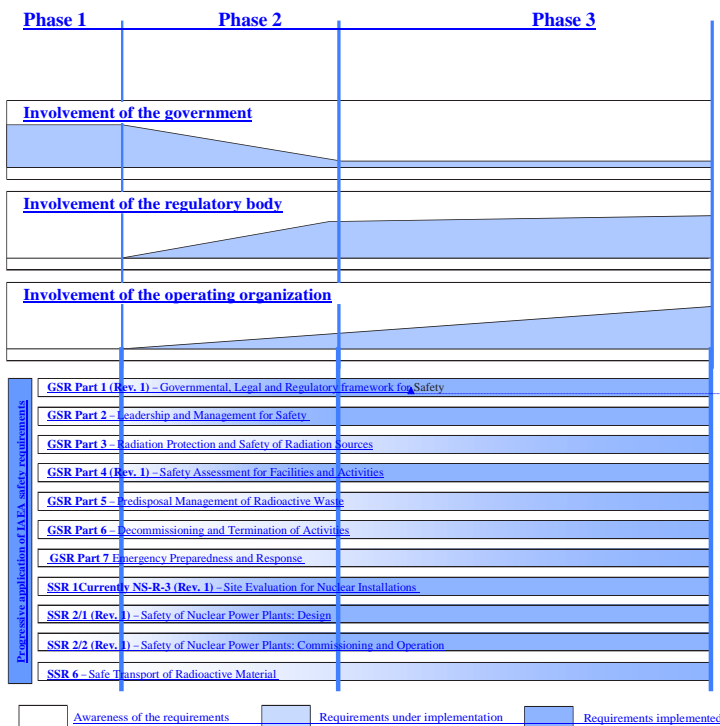 Phase 1 Phase 2 Phase 3
Involvement of the government
Involvement of the regulatory body
Involvement of the operating organization
Progressive application of IAEA safety requirements
GSR Part 1 (Rev. 1) – Governmental, Legal and Regulatory framework for Safety
GSR Part 2 – Leadership and Management for Safety
GSR Part 3 – Radiation Protection and Safety of Radiation Sources
GSR Part 4 (Rev. 1) – Safety Assessment for Facilities and Activities
GSR Part 5 – Predisposal Management of Radioactive Waste
GSR Part 6 – Decommissioning and Termination of Activities
GSR Part 7 Emergency Preparedness and Response
SSR 1Currently NS-R-3 (Rev. 1) – Site Evaluation for Nuclear Installations
SSR 2/1 (Rev. 1) – Safety of Nuclear Power Plants: Design
SSR 2/2 (Rev. 1) – Safety of Nuclear Power Plants: Commissioning and Operation
SSR 6 – Safe Transport of Radioactive Material
Awareness of the requirements Requirements under implementation Requirements implemented